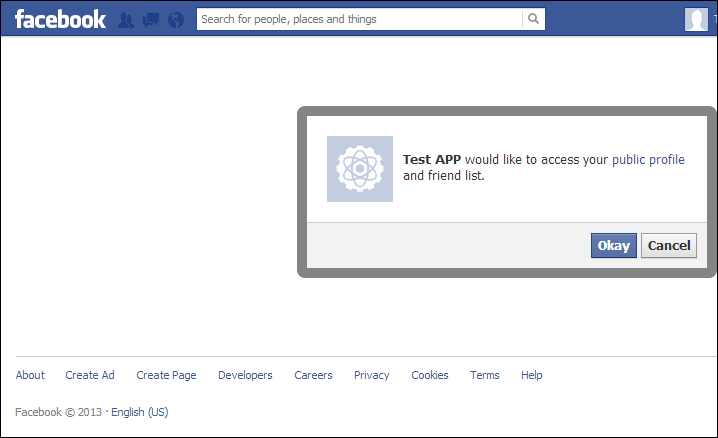 facebook
Search for people, places and things
Test APP would like to access your public profile
and friend list.
Okay Cancel
About Create Ad Create Page Developers Careers Privacy Cookies Terms Help
Facebook © 2013 · English (US)